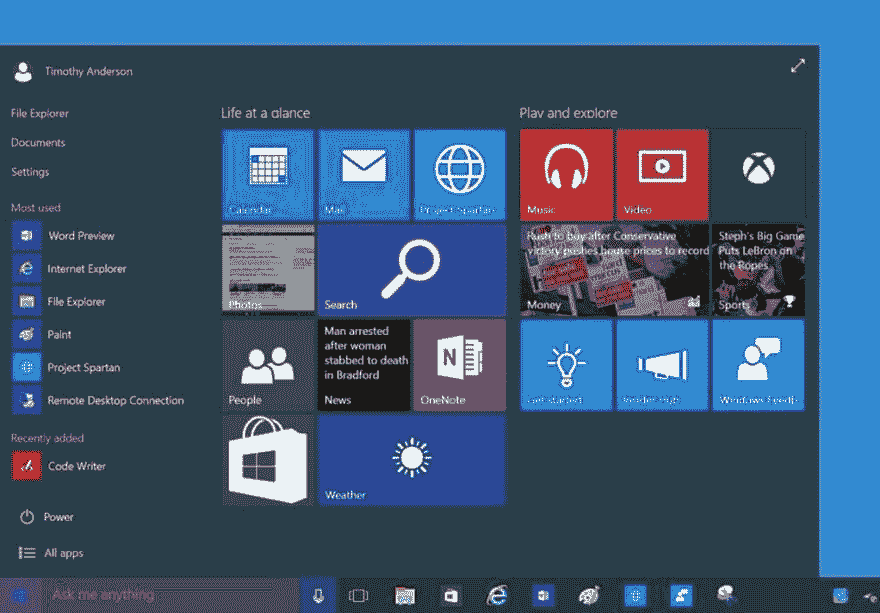 Timothy Anderson
File Explorer
Documents
Settings
Most used
Word Preview
Internet Explorer
File Explorer
Paint
Project Spartan
Remote Desktop Connection
Recently added
Code Writer
Power
All apps
Life at a glance
Calendar
Mail
Project Spartan
Photos
Search
People
Man arrested
after woman
stabbed to death
in Bradford
News
OneNote
Weather
Play and explore
Music
Video
Rush to buy after Conservative
victory pushes house prices to record
Money
Steph's Big Game
Puts LeBron on
the Ropes
Sports
Get started
Insider Hub
Windows Feedb
Ask me anything